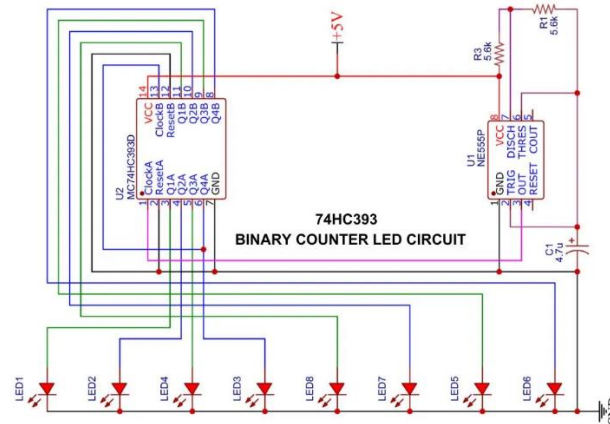 +5V
R1
5.6k
R3
5.6k
14
13
12
11
10
9
8
VCC
ClockB
ResetB
Q1B
Q2B
Q3B
Q4B
U2
MC74HC393D
ClockA
ResetA
Q1A
Q2A
Q3A
Q4A
GND
1
2
3
4
5
6
7
8
7
6
5
VCC
DISCH
THRES
COUT
U1
NE555P
GND
TRIG
OUT
RESET
1
2
3
4
C1
4.7u
+
74HC393
BINARY COUNTER LED CIRCUIT
LED1
LED2
LED4
LED3
LED8
LED7
LED5
LED6
GND